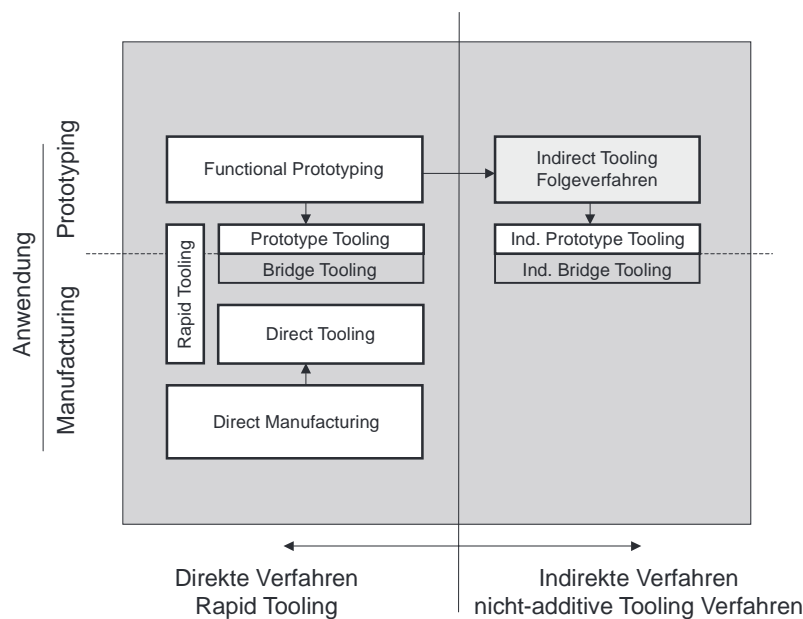 Anwendung
Prototyping
Manufacturing
Functional Prototyping
Indirect Tooling
Folgeverfahren
Rapid Tooling
Prototype Tooling
Bridge Tooling
Ind. Prototype Tooling
Ind. Bridge Tooling
Direct Tooling
Direct Manufacturing
Direkte Verfahren
Rapid Tooling
Indirekte Verfahren
nicht-additive Tooling Verfahren